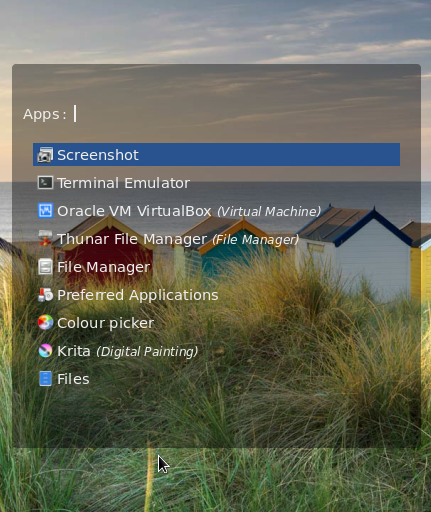 Apps :
Screenshot
Terminal Emulator
Oracle VM VirtualBox (Virtual Machine)
Thunar File Manager (File Manager)
File Manager
Preferred Applications
Colour picker
Krita (Digital Painting)
Files